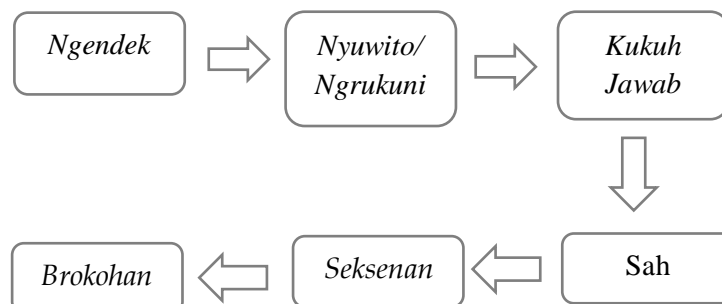 Ngendek
Nyuwito/
Ngrukuni
Kukuh
Jawab
Sah
Seksenan
Brokohan